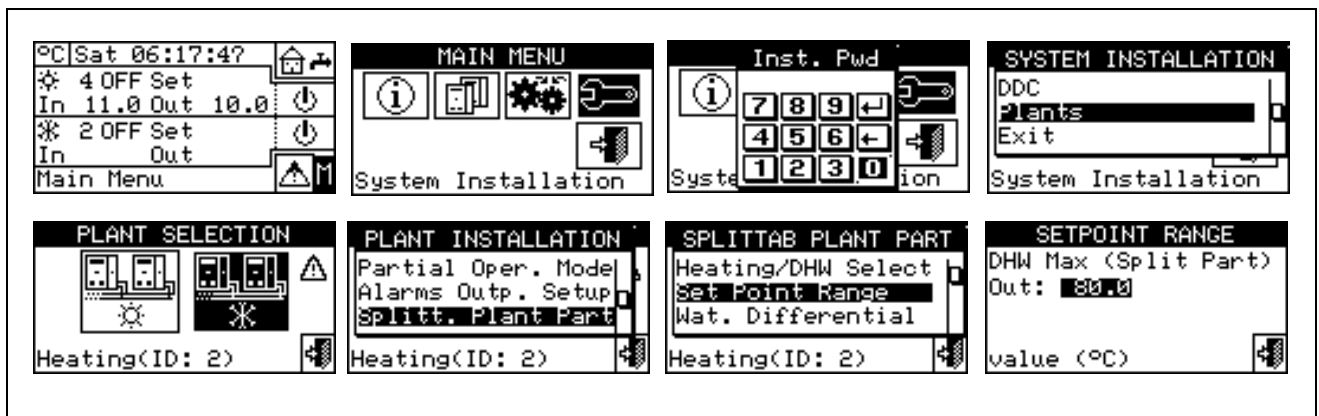 °C Sat 06:17:47
4 OFF Set
In 11.0 Out 10.0
2 OFF Set
In Out
Main Menu M
MAIN MENU
i
System Installation
Inst. Pwd
i
7 8 9 ↵
4 5 6 ←
1 2 3 0
Syste ion
SYSTEM INSTALLATION
DDC
Plants
Exit
System Installation
PLANT SELECTION
Heating(ID: 2)
PLANT INSTALLATION
Partial Oper. Mode
Alarms Outp. Setup
Splitt. Plant Part
Heating(ID: 2)
SPLITTAB PLANT PART
Heating/DHW Select
Set Point Range
Wat. Differential
Heating(ID: 2)
SETPOINT RANGE
DHW Max (Split Part)
Out: 80.0
value (°C)